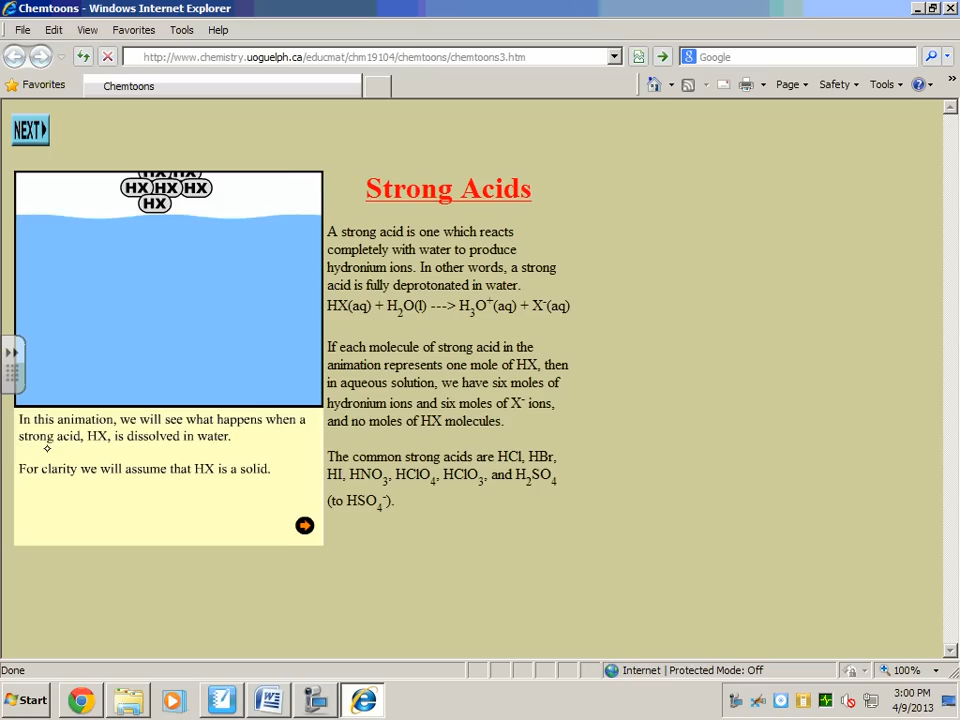 Chemtoons - Windows Internet Explorer
File Edit View Favorites Tools Help
http://www.chemistry.uoguelph.ca/educmat/chm19104/chemtoons/chemtoons3.htm
Google
Favorites
Chemtoons
Page Safety Tools
NEXT
HX HX
HX HX HX
HX
Strong Acids
A strong acid is one which reacts
completely with water to produce
hydronium ions. In other words, a strong
acid is fully deprotonated in water.
HX(aq) + H₂O(l) ---> H₃O⁺(aq) + X⁻(aq)
If each molecule of strong acid in the
animation represents one mole of HX, then
in aqueous solution, we have six moles of
hydronium ions and six moles of X⁻ ions,
and no moles of HX molecules.
The common strong acids are HCl, HBr,
HI, HNO₃, HClO₄, HClO₃, and H₂SO₄
(to HSO₄⁻).
In this animation, we will see what happens when a
strong acid, HX, is dissolved in water.
For clarity we will assume that HX is a solid.
Done
Internet | Protected Mode: Off
100%
Start
3:00 PM
4/9/2013